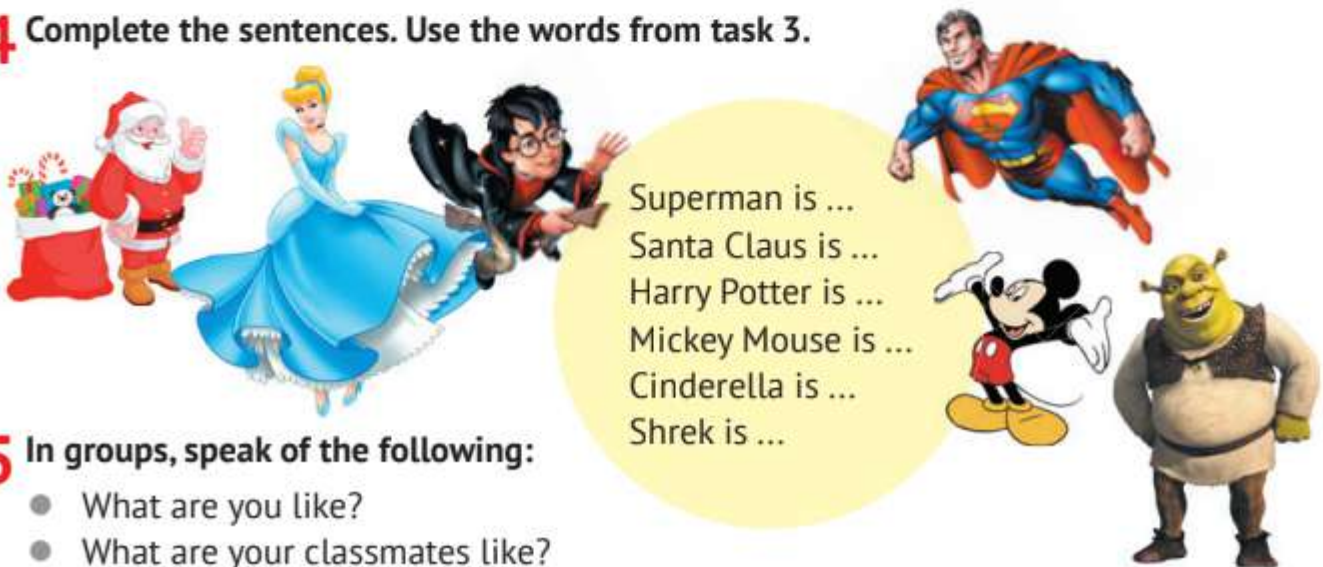 4 Complete the sentences. Use the words from task 3.
Superman is ...
Santa Claus is ...
Harry Potter is ...
Mickey Mouse is ...
Cinderella is ...
Shrek is ...
5 In groups, speak of the following:
● What are you like?
● What are your classmates like?